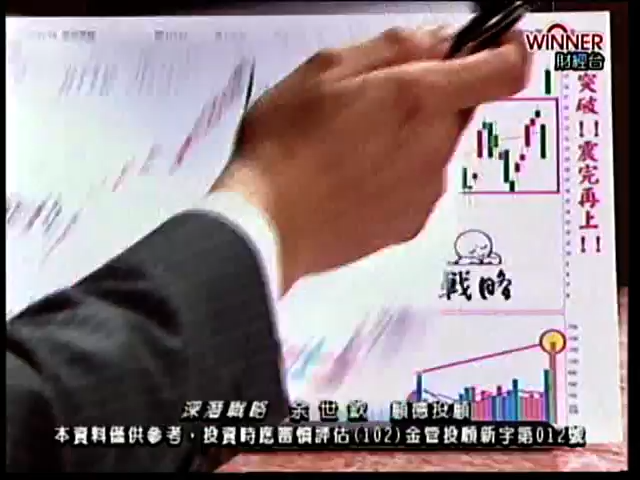 WINNER
財經台
突破!!震完再上!!
戰略
深潛戰略 余世歡 顧德投顧
本資料僅供參考,投資時應審慎評估(102)金管投顧新字第012號